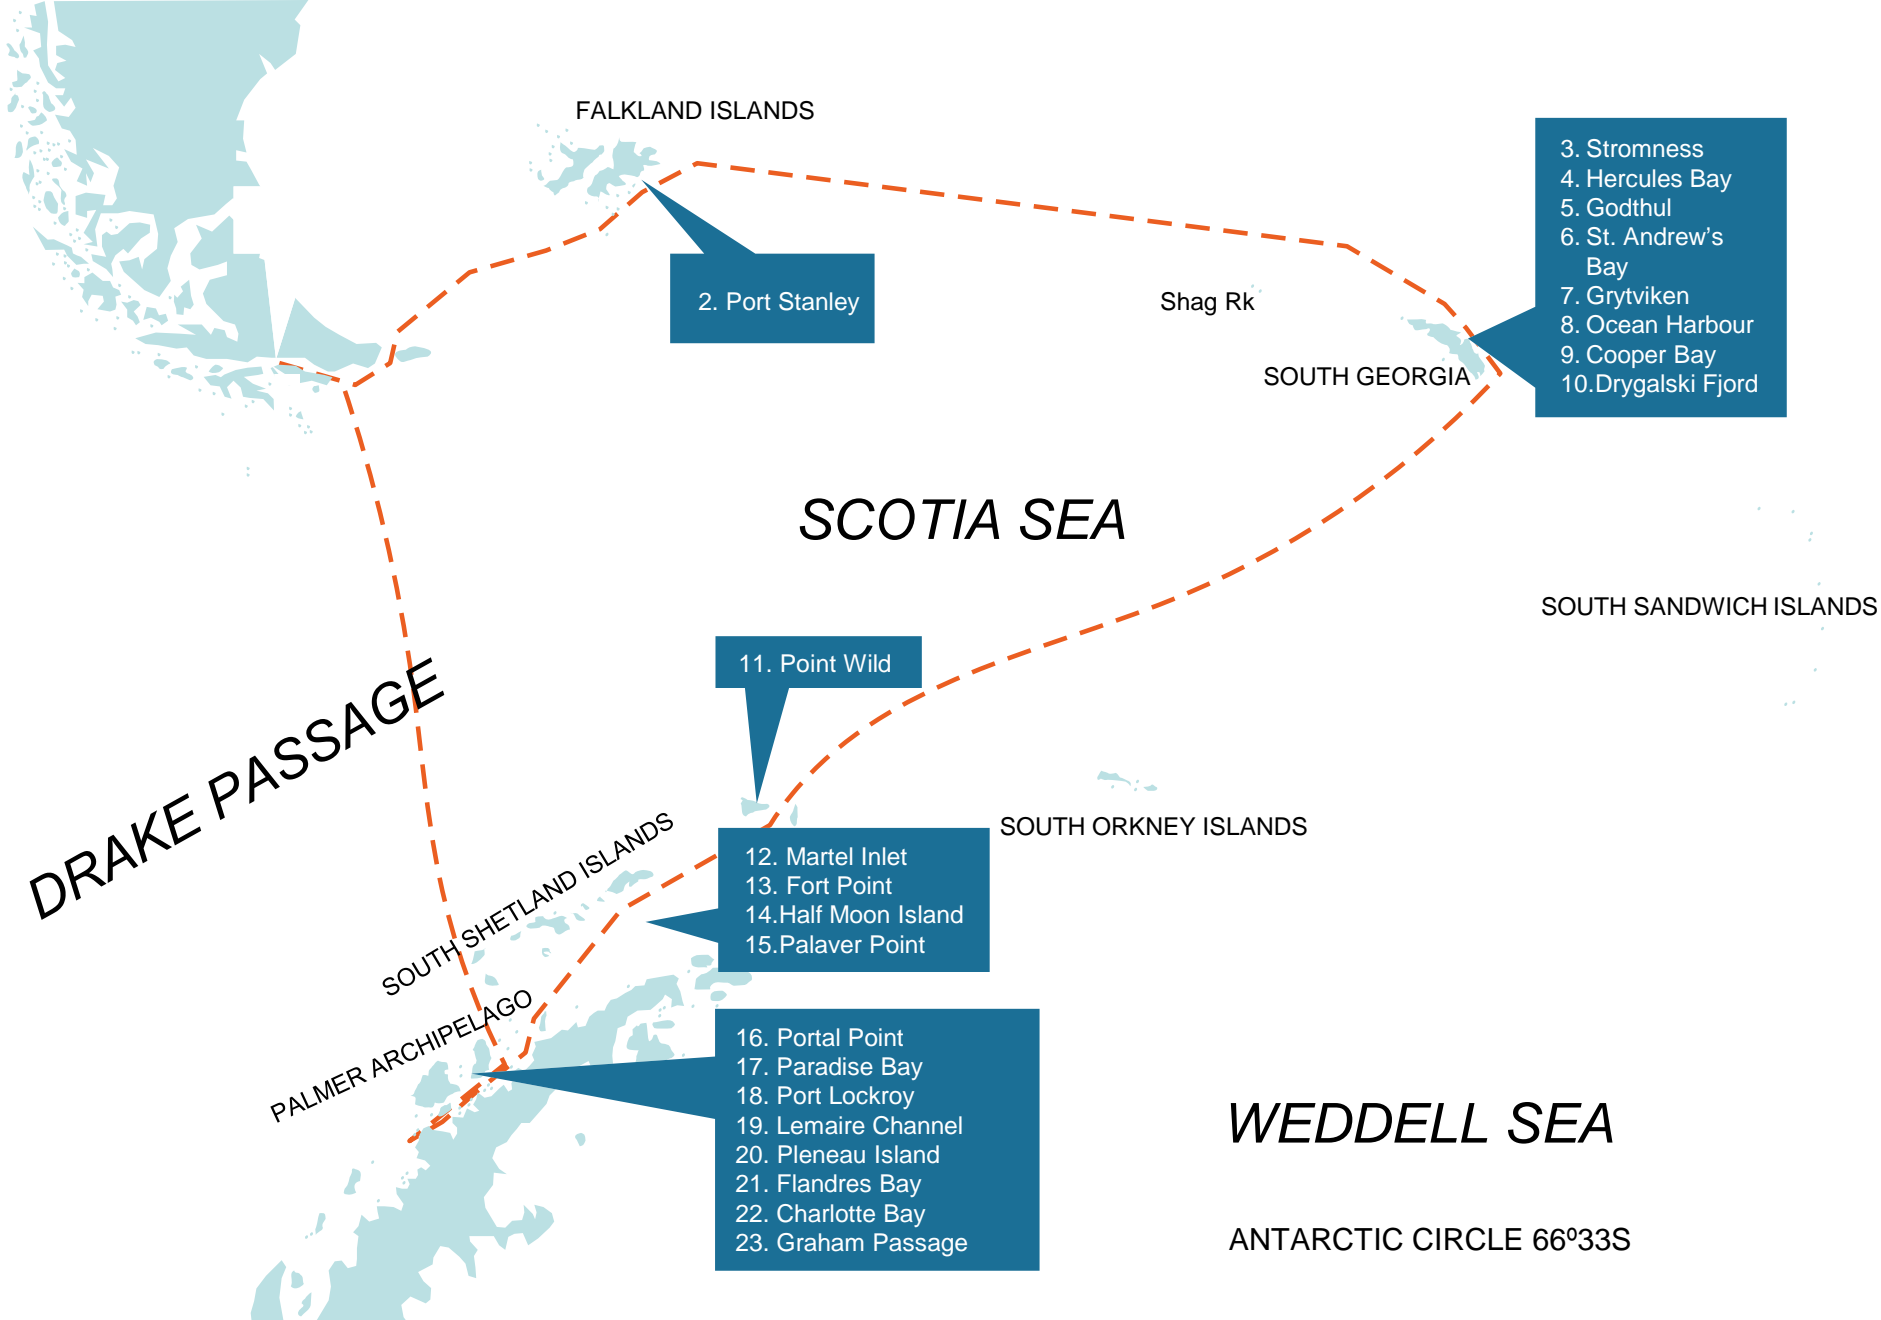 FALKLAND ISLANDS
2. Port Stanley
3. Stromness
4. Hercules Bay
5. Godthul
6. St. Andrew’s
Bay
7. Grytviken
8. Ocean Harbour
9. Cooper Bay
10.Drygalski Fjord
Shag Rk
SOUTH GEORGIA
SCOTIA SEA
SOUTH SANDWICH ISLANDS
11. Point Wild
DRAKE PASSAGE
SOUTH ORKNEY ISLANDS
SOUTH SHETLAND ISLANDS
12. Martel Inlet
13. Fort Point
14.Half Moon Island
15.Palaver Point
PALMER ARCHIPELAGO
16. Portal Point
17. Paradise Bay
18. Port Lockroy
19. Lemaire Channel
20. Pleneau Island
21. Flandres Bay
22. Charlotte Bay
23. Graham Passage
WEDDELL SEA
ANTARCTIC CIRCLE 66º33S